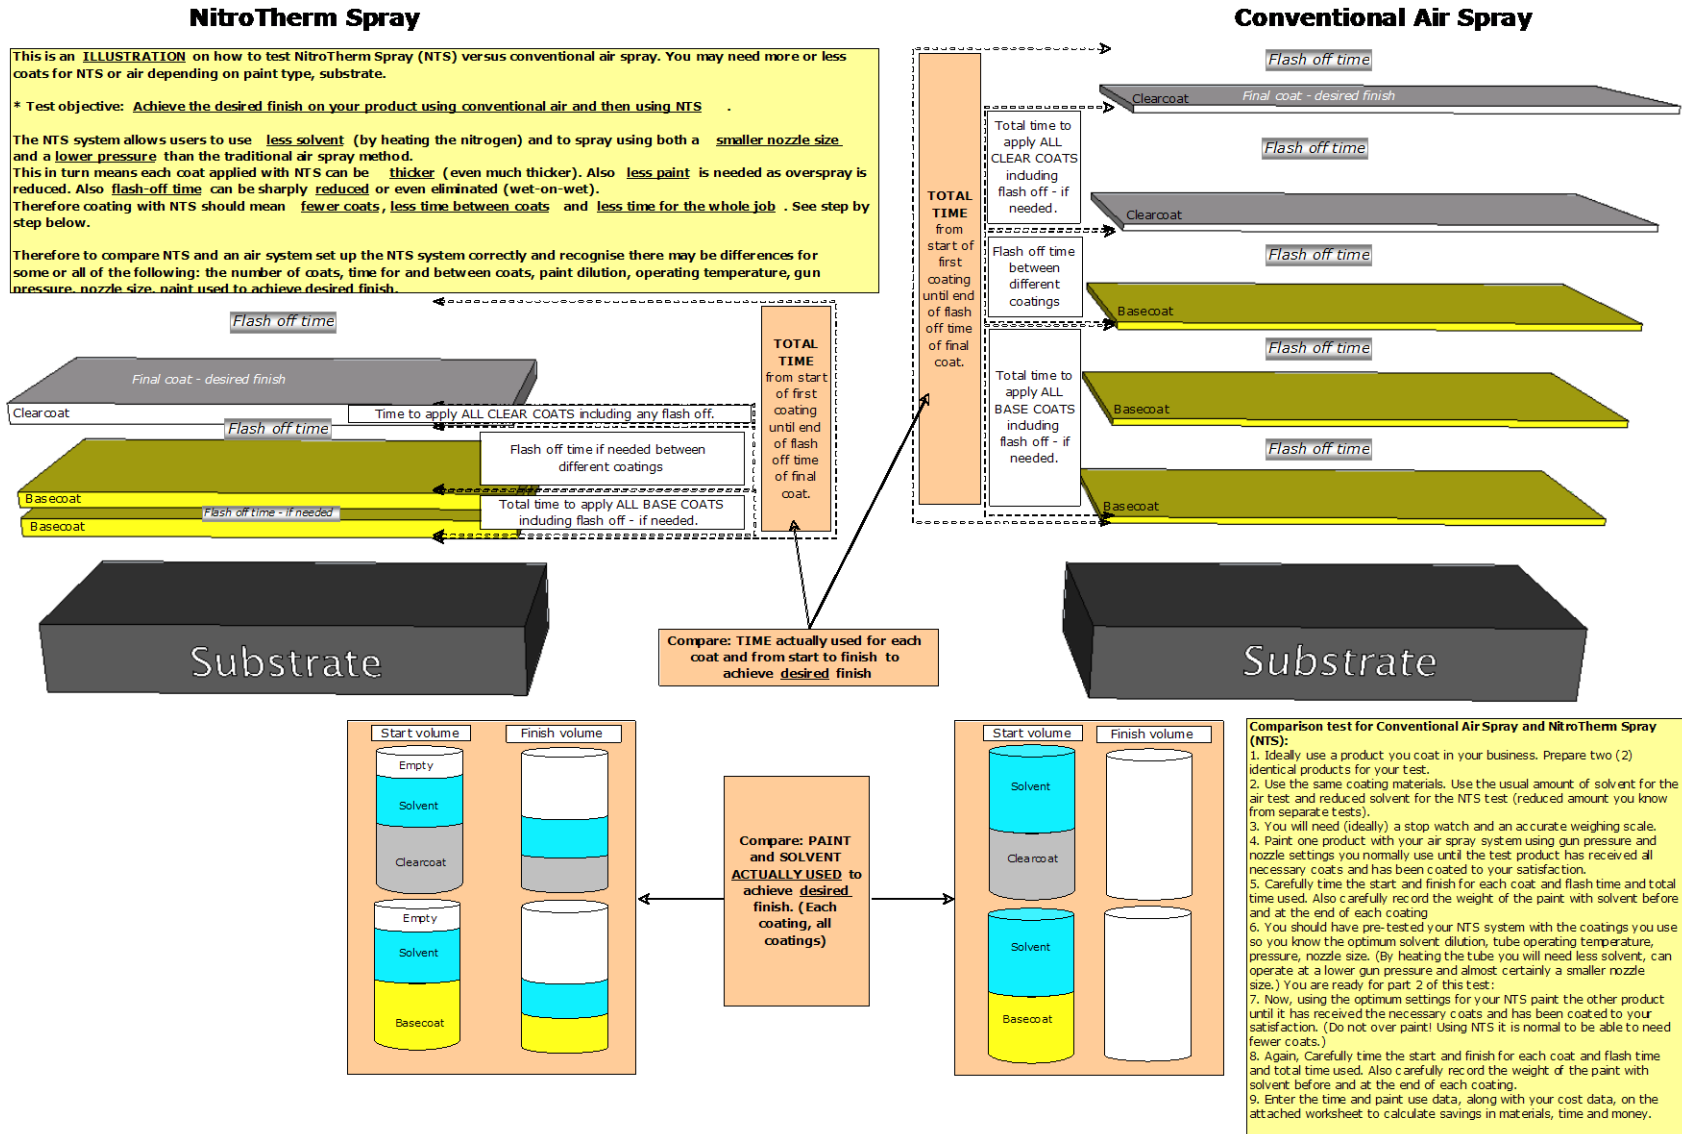 NitroTherm Spray
This is an ILLUSTRATION on how to test NitroTherm Spray (NTS) versus conventional air spray. You may need more or less
coats for NTS or air depending on paint type, substrate.
* Test objective: Achieve the desired finish on your product using conventional air and then using NTS .
The NTS system allows users to use less solvent (by heating the nitrogen) and to spray using both a smaller nozzle size
and a lower pressure than the traditional air spray method.
This in turn means each coat applied with NTS can be thicker (even much thicker). Also less paint is needed as overspray is
reduced. Also flash-off time can be sharply reduced or even eliminated (wet-on-wet).
Therefore coating with NTS should mean fewer coats, less time between coats and less time for the whole job . See step by
step below.
Therefore to compare NTS and an air system set up the NTS system correctly and recognise there may be differences for
some or all of the following: the number of coats, time for and between coats, paint dilution, operating temperature, gun
pressure, nozzle size, paint used to achieve desired finish.
Flash off time
Final coat - desired finish
Clearcoat
Time to apply ALL CLEAR COATS including any flash off.
Flash off time
Flash off time if needed between
different coatings
Basecoat
Flash off time - if needed
Basecoat
Total time to apply ALL BASE COATS
including flash off - if needed.
TOTAL
TIME
from start
of first
coating
until end
of flash
off time
of final
coat.
Substrate
Conventional Air Spray
TOTAL
TIME
from
start of
first
coating
until end
of flash
off time
of final
coat.
Total time to
apply ALL
CLEAR COATS
including
flash off - if
needed.
Flash off time
between
different
coatings
Total time to
apply ALL
BASE COATS
including
flash off - if
needed.
Flash off time
Clearcoat
Final coat - desired finish
Flash off time
Clearcoat
Flash off time
Basecoat
Flash off time
Basecoat
Flash off time
Basecoat
Substrate
Compare: TIME actually used for each
coat and from start to finish to
achieve desired finish
Start volume
Finish volume
Empty
Solvent
Clearcoat
Empty
Solvent
Basecoat
Compare: PAINT
and SOLVENT
ACTUALLY USED to
achieve desired
finish. (Each
coating, all
coatings)
Start volume
Finish volume
Solvent
Clearcoat
Solvent
Basecoat
Comparison test for Conventional Air Spray and NitroTherm Spray
(NTS):
1. Ideally use a product you coat in your business. Prepare two (2)
identical products for your test.
2. Use the same coating materials. Use the usual amount of solvent for the
air test and reduced solvent for the NTS test (reduced amount you know
from separate tests).
3. You will need (ideally) a stop watch and an accurate weighing scale.
4. Paint one product with your air spray system using gun pressure and
nozzle settings you normally use until the test product has received all
necessary coats and has been coated to your satisfaction.
5. Carefully time the start and finish for each coat and flash time and total
time used. Also carefully record the weight of the paint with solvent before
and at the end of each coating
6. You should have pre-tested your NTS system with the coatings you use
so you know the optimum solvent dilution, tube operating temperature,
pressure, nozzle size. (By heating the tube you will need less solvent, can
operate at a lower gun pressure and almost certainly a smaller nozzle
size.) You are ready for part 2 of this test:
7. Now, using the optimum settings for your NTS paint the other product
until it has received the necessary coats and has been coated to your
satisfaction. (Do not over paint! Using NTS it is normal to be able to need
fewer coats.)
8. Again, Carefully time the start and finish for each coat and flash time
and total time used. Also carefully record the weight of the paint with
solvent before and at the end of each coating.
9. Enter the time and paint use data, along with your cost data, on the
attached worksheet to calculate savings in materials, time and money.